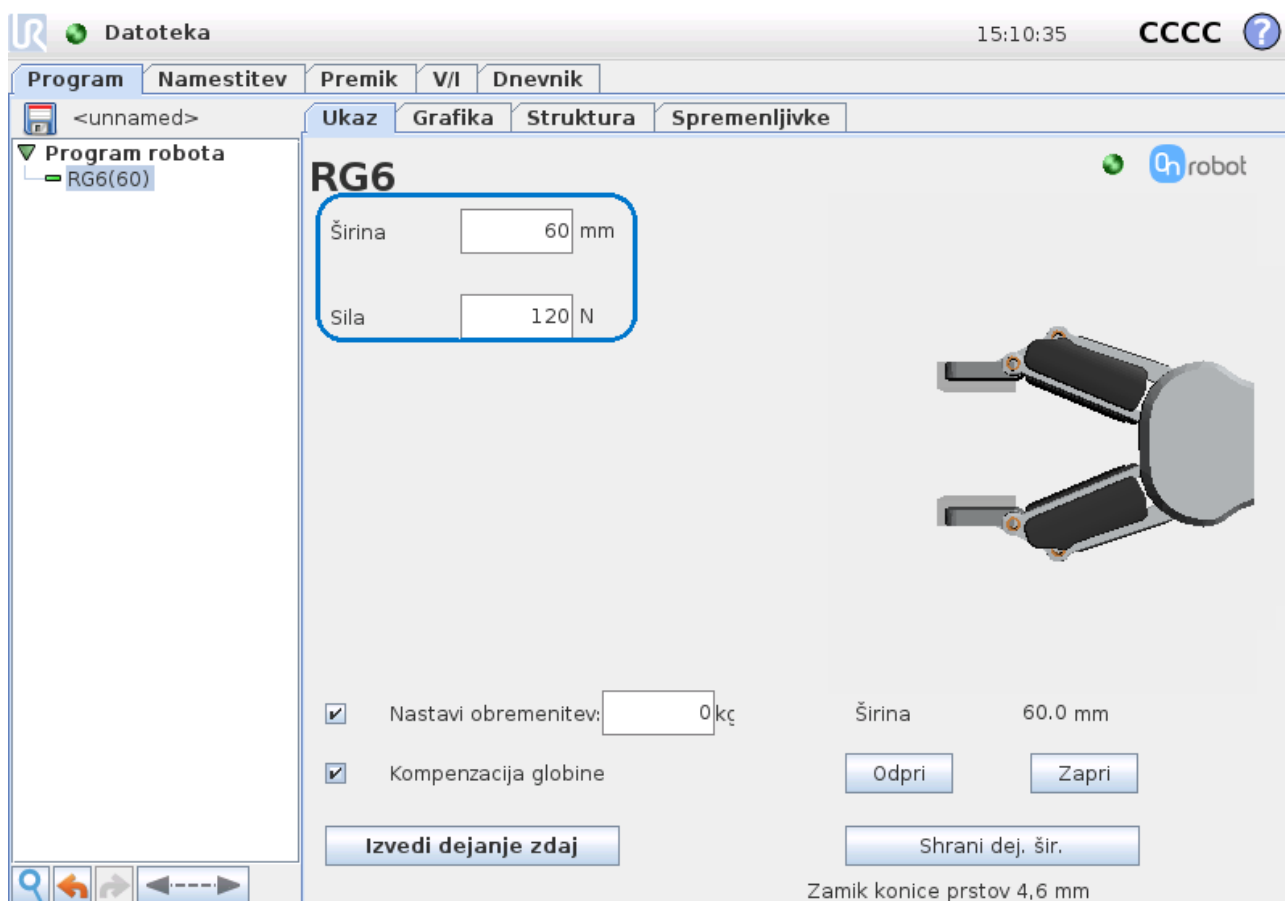 Datoteka 15:10:35 CCCC ?
Program Namestitev Premik V/I Dnevnik
<unnamed> Ukaz Grafika Struktura Spremenljivke
Program robota
RG6(60)
RG6
On robot
Širina 60 mm
Sila 120 N
Nastavi obremenitev: 0 kg Širina 60.0 mm
Kompenzacija globine Odpri Zapri
Izvedi dejanje zdaj Shrani dej. šir.
Zamik konice prstov 4,6 mm